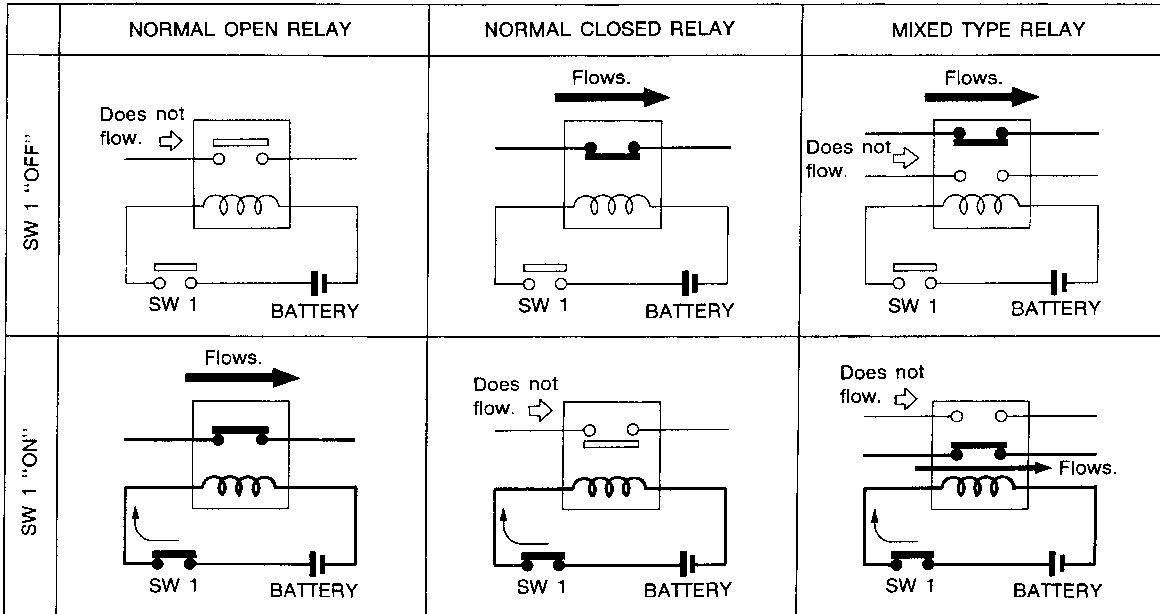 NORMAL OPEN RELAY
NORMAL CLOSED RELAY
MIXED TYPE RELAY
SW 1 "OFF"
Does not
flow.
SW 1
BATTERY
Flows.
SW 1
BATTERY
Flows.
Does not
flow.
SW 1
BATTERY
SW 1 "ON"
Flows.
SW 1
BATTERY
Does not
flow.
SW 1
BATTERY
Does not
flow.
Flows.
SW 1
BATTERY